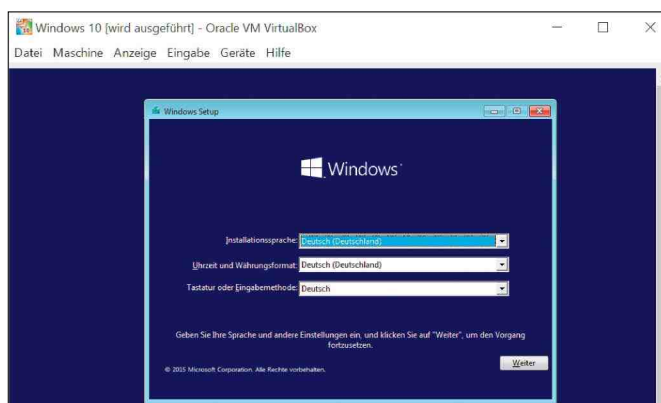 Windows 10 [wird ausgeführt] - Oracle VM VirtualBox
Datei Maschine Anzeige Eingabe Geräte Hilfe
Windows Setup
Windows
Installationssprache: Deutsch (Deutschland)
Uhrzeit und Währungsformat: Deutsch (Deutschland)
Tastatur oder Eingabemethode: Deutsch
Geben Sie Ihre Sprache und andere Einstellungen ein, und klicken Sie auf "Weiter", um den Vorgang
fortzusetzen.
Weiter
© 2015 Microsoft Corporation. Alle Rechte vorbehalten.